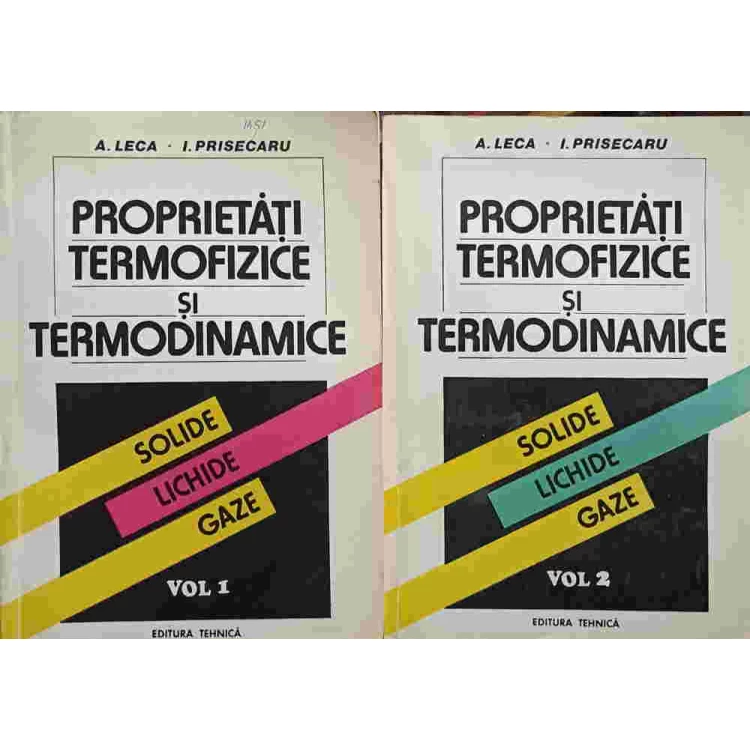 A. LECA · I. PRISECARU
PROPRIETĂȚI
TERMOFIZICE
ȘI
TERMODINAMICE
SOLIDE
LICHIDE
GAZE
VOL 1
EDITURA TEHNICĂ
A. LECA · I. PRISECARU
PROPRIETĂȚI
TERMOFIZICE
ȘI
TERMODINAMICE
SOLIDE
LICHIDE
GAZE
VOL 2
EDITURA TEHNICĂ